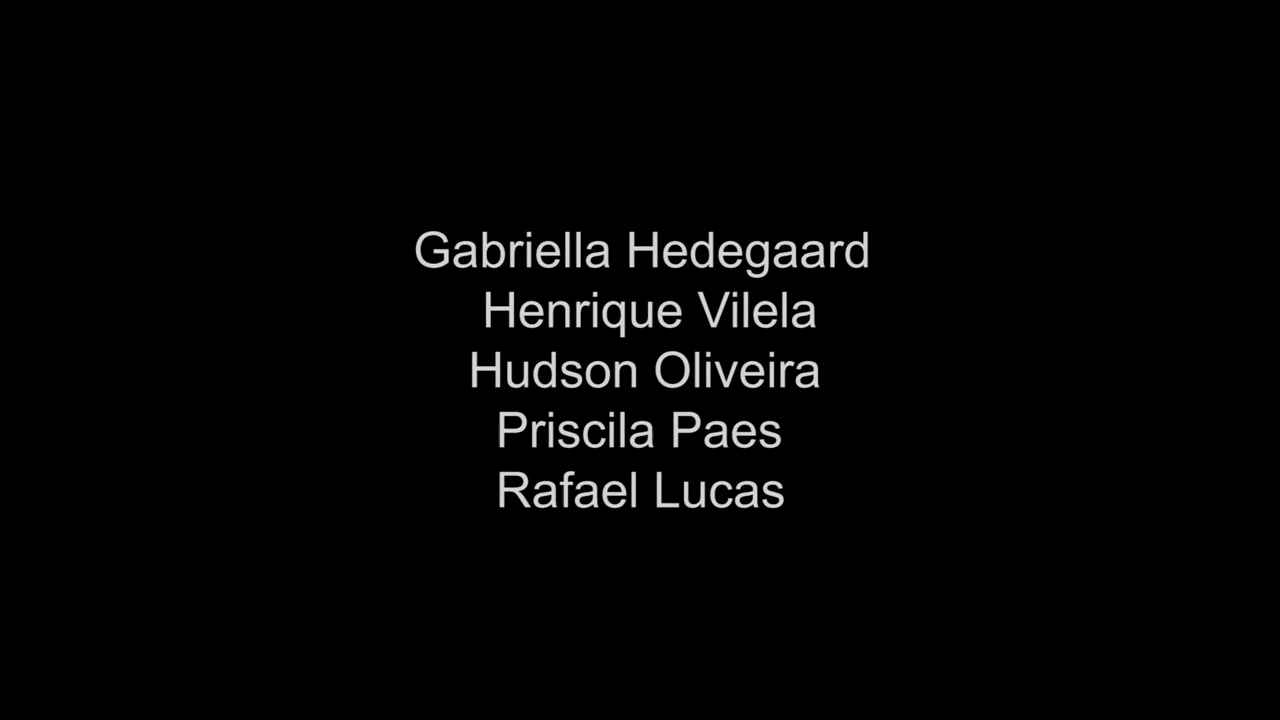 Gabriella Hedegaard
Henrique Vilela
Hudson Oliveira
Priscila Paes
Rafael Lucas